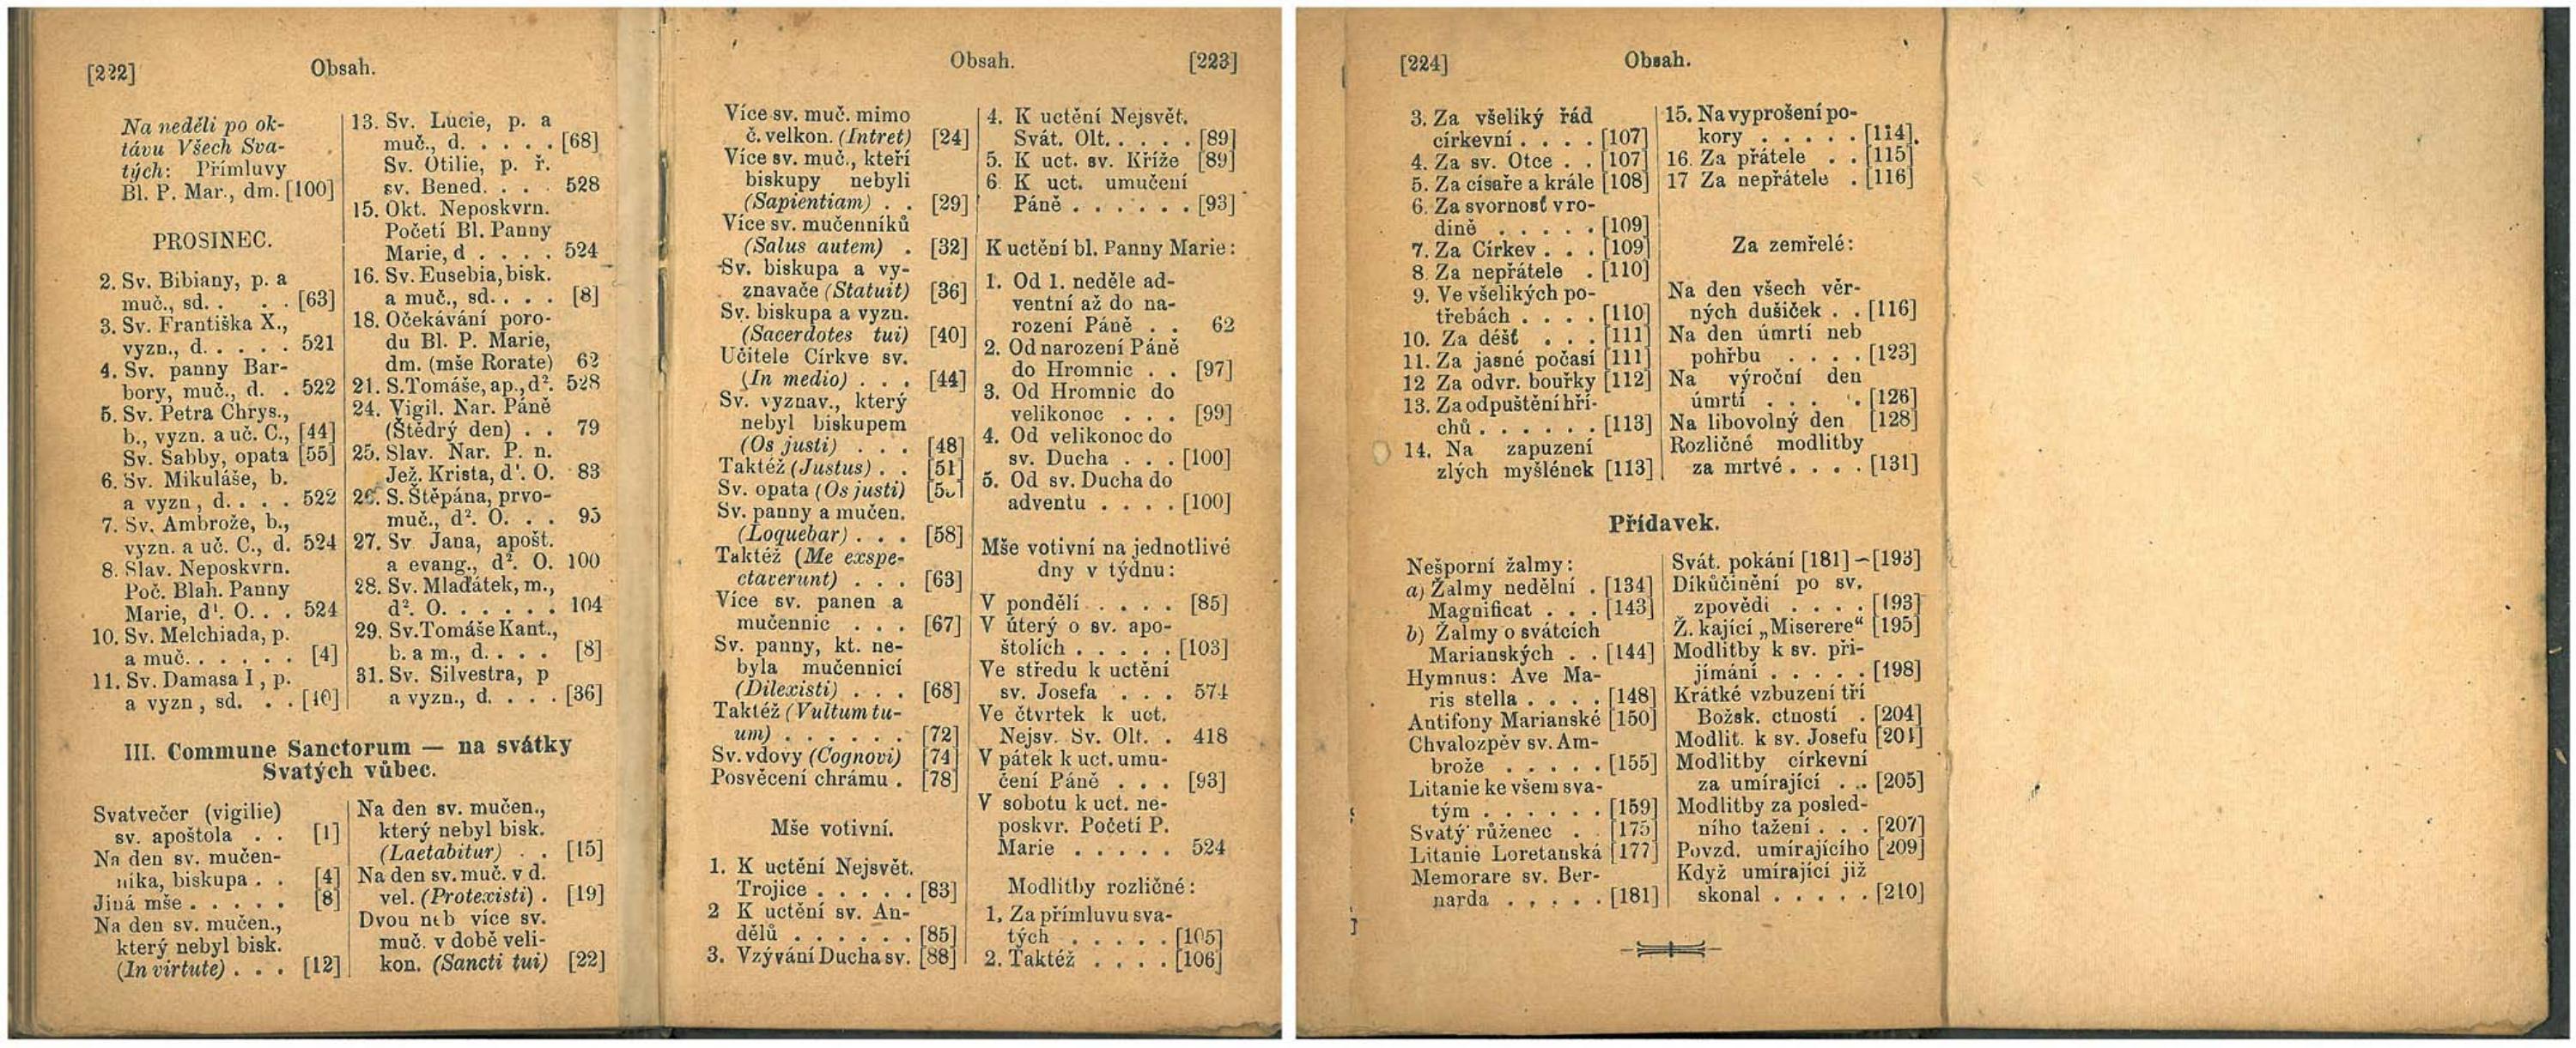 [222]
Obsah.
Na neděli po ok-
távu Všech Sva-
tých: Přímluvy
Bl. P. Mar., dm. [100]
PROSINEC.
2. Sv. Bibiany, p. a
muč., sd. . . . [63]
3. Sv. Františka X.,
vyzn., d. . . . . 521
4. Sv. panny Bar-
bory, muč., d. . 522
5. Sv. Petra Chrys.,
b., vyzn. a uč. C., [44]
Sv. Sabby, opata [55]
6. Sv. Mikuláše, b.
a vyzn, d. . . . 522
7. Sv. Ambrože, b.,
vyzn. a uč. C., d. 524
8. Slav. Neposkvrn.
Poč. Blah. Panny
Marie, d¹. O. . . 524
10. Sv. Melchiada, p.
a muč. . . . . . [4]
11. Sv. Damasa I, p.
a vyzn, sd. . . [40]
13. Sv. Lucie, p. a
muč., d. . . . . [68]
Sv. Otilie, p. ř.
sv. Bened. . . . 528
15. Okt. Neposkvrn.
Početí Bl. Panny
Marie, d . . . . 524
16. Sv. Eusebia, bisk.
a muč., sd. . . . [8]
18. Očekávání poro-
du Bl. P. Marie,
dm. (mše Rorate) 62
21. S. Tomáše, ap., d². 528
24. Vigil. Nar. Páně
(Štědrý den) . . 79
25. Slav. Nar. P. n.
Jež. Krista, d¹. O. 83
26. S. Štěpána, prvo-
muč., d². O. . . 95
27. Sv Jana, apošt.
a evang., d². O. 100
28. Sv. Mlaďátek, m.,
d². O. . . . . . 104
29. Sv. Tomáše Kant.,
b. a m., d. . . . [8]
31. Sv. Silvestra, p
a vyzn., d. . . . [36]
III. Commune Sanctorum — na svátky
Svatých vůbec.
Svatvečer (vigilie)
sv. apoštola . . [1]
Na den sv. mučen-
níka, biskupa . . [4]
Jiná mše . . . . . [8]
Na den sv. mučen.,
který nebyl bisk.
(In virtute) . . . [12]
Na den sv. mučen.,
který nebyl bisk.
(Laetabitur) . . [15]
Na den sv. muč. v d.
vel. (Protexisti) . [19]
Dvou neb více sv.
muč. v době veli-
kon. (Sancti tui) [22]
Obsah.
[223]
Více sv. muč. mimo
č. velkon. (Intret) [24]
Více sv. muč., kteří
biskupy nebyli
(Sapientiam) . . [29]
Více sv. mučenníků
(Salus autem) . [32]
Sv. biskupa a vy-
znavače (Statuit) [36]
Sv. biskupa a vyzn.
(Sacerdotes tui) [40]
Učitele Církve sv.
(In medio) . . . [44]
Sv. vyznav., který
nebyl biskupem
(Os justi) . . . [48]
Taktéž (Justus) . . [51]
Sv. opata (Os justi)
Sv. panny a mučen.
(Loquebar) . . . [58]
Taktéž (Me exspe-
ctaverunt) . . . [63]
Více sv. panen a
mučennic . . . [67]
Sv. panny, kt. ne-
byla mučennicí
(Dilexisti) . . . [68]
Taktéž (Vultum tu-
um) . . . . . . [72]
Sv. vdovy (Cognovi) [74]
Posvěcení chrámu . [78]
Mše votivní.
1. K uctění Nejsvět.
Trojice . . . . . [83]
2 K uctění sv. An-
dělů . . . . . . [85]
3. Vzývání Ducha sv. [88]
4. K uctění Nejsvět.
Svát. Olt. . . . . [89]
5. K uct. sv. Kříže [89]
6 K uct. umučení
Páně . . . . . . [93]
K uctění bl. Panny Marie:
1. Od 1. neděle ad-
ventní až do na-
rození Páně . . 62
2. Od narození Páně
do Hromnic . . [97]
3. Od Hromnic do
velikonoc . . . [99]
4. Od velikonoc do
sv. Ducha . . . [100]
5. Od sv. Ducha do
adventu . . . . [100]
Mše votivní na jednotlivé
dny v týdnu:
V pondělí . . . . [85]
V úterý o sv. apo-
štolích . . . . . [103]
Ve středu k uctění
sv. Josefa . . . 574
Ve čtvrtek k uct.
Nejsv. Sv. Olt. . 418
V pátek k uct. umu-
čení Páně . . . [93]
V sobotu k uct. ne-
poskvr. Početí P.
Marie . . . . . 524
Modlitby rozličné:
1. Za přímluvu sva-
tých . . . . . [105]
2. Taktéž . . . . [106]
[224]
Obsah.
3. Za všeliký řád
církevní . . . . [107]
4. Za sv. Otce . . [107]
5. Za císaře a krále [108]
6. Za svornosť v ro-
dině . . . . . [109]
7. Za Církev . . . [109]
8 Za nepřátele . [110]
9. Ve všelikých po-
třebách . . . . [110]
10. Za déšť . . . [111]
11. Za jasné počasí [111]
12 Za odvr. bouřky [112]
13. Za odpuštění hří-
chů . . . . . . [113]
14. Na zapuzení
zlých myšlének [113]
15. Na vyprošení po-
kory . . . . . [114].
16. Za přátele . . [115]
17 Za nepřátele . [116]
Za zemřelé:
Na den všech věr-
ných dušiček . . [116]
Na den úmrtí neb
pohřbu . . . . [123]
Na výroční den
úmrtí . . . . [126]
Na libovolný den [128]
Rozličné modlitby
za mrtvé . . . . [131]
Přídavek.
Nešporní žalmy:
a) Žalmy nedělní . [134]
Magnificat . . . [143]
b) Žalmy o svátcích
Marianských . . [144]
Hymnus: Ave Ma-
ris stella . . . . [148]
Antifony Marianské [150]
Chvalozpěv sv. Am-
brože . . . . . [155]
Litanie ke všem sva-
tým . . . . . . [159]
Svatý růženec . . [175]
Litanie Loretanská [177]
Memorare sv. Ber-
narda . . . . . [181]
Svát. pokání [181]—[193]
Díkůčinění po sv.
zpovědi . . . . [193]
Ž. kající „Miserere“ [195]
Modlitby k sv. při-
jímání . . . . . [198]
Krátké vzbuzení tří
Božsk. ctností . [204]
Modlit. k sv. Josefu [204]
Modlitby církevní
za umírající . . . [205]
Modlitby za posled-
ního tažení . . . [207]
Povzd. umírajícího [209]
Když umírající již
skonal . . . . . [210]